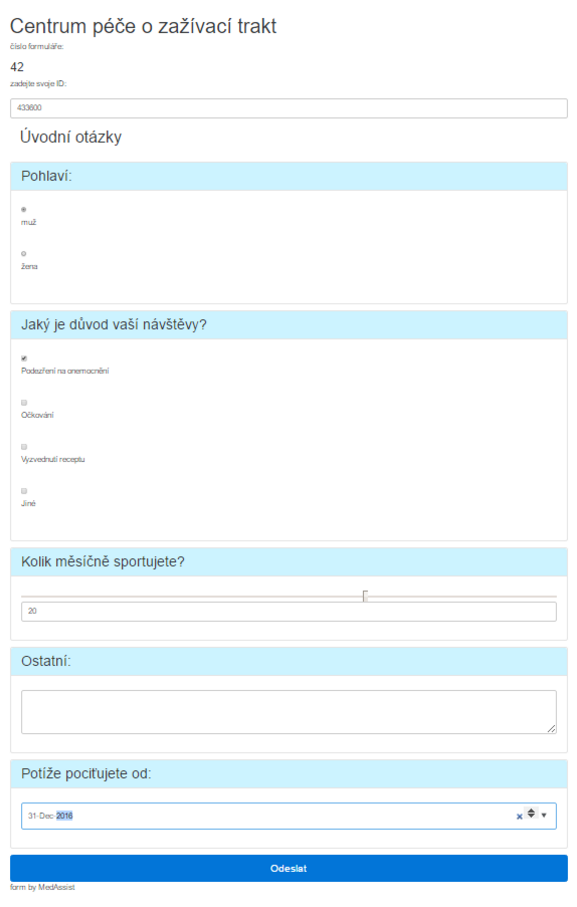 Centrum péče o zažívací trakt
číslo formuláře:
42
zadejte svoje ID:
433600
Úvodní otázky
Pohlaví:
muž
žena
Jaký je důvod vaší návštěvy?
Podezření na onemocnění
Očkování
Vyzvednutí receptu
Jiné
Kolik měsíčně sportujete?
20
Ostatní:
Potíže pociťujete od:
31-Dec-2016
Odeslat
form by MedAssist